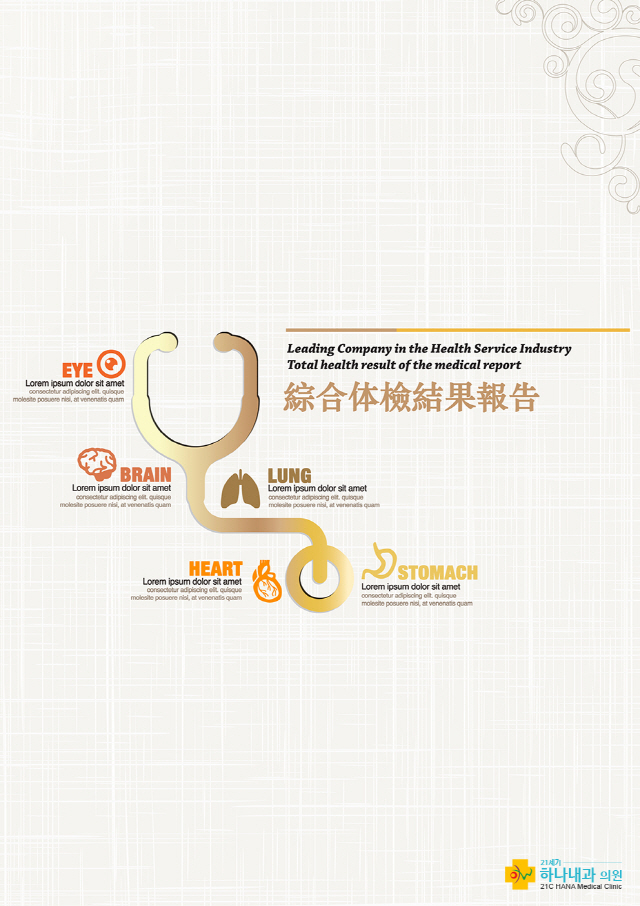 Leading Company in the Health Service Industry
Total health result of the medical report
綜合体檢結果報告
EYE
Lorem ipsum dolor sit amet
consectetur adipiscing elit. quisque
molesite posuere nisi, at venenatis quam
BRAIN
Lorem ipsum dolor sit amet
consectetur adipiscing elit. quisque
molesite posuere nisi, at venenatis quam
LUNG
Lorem ipsum dolor sit amet
consectetur adipiscing elit. quisque
molesite posuere nisi, at venenatis quam
HEART
Lorem ipsum dolor sit amet
consectetur adipiscing elit. quisque
molesite posuere nisi, at venenatis quam
STOMACH
Lorem ipsum dolor sit amet
consectetur adipiscing elit. quisque
molesite posuere nisi, at venenatis quam
21세기
하나내과 의원
21C HANA Medical Clinic